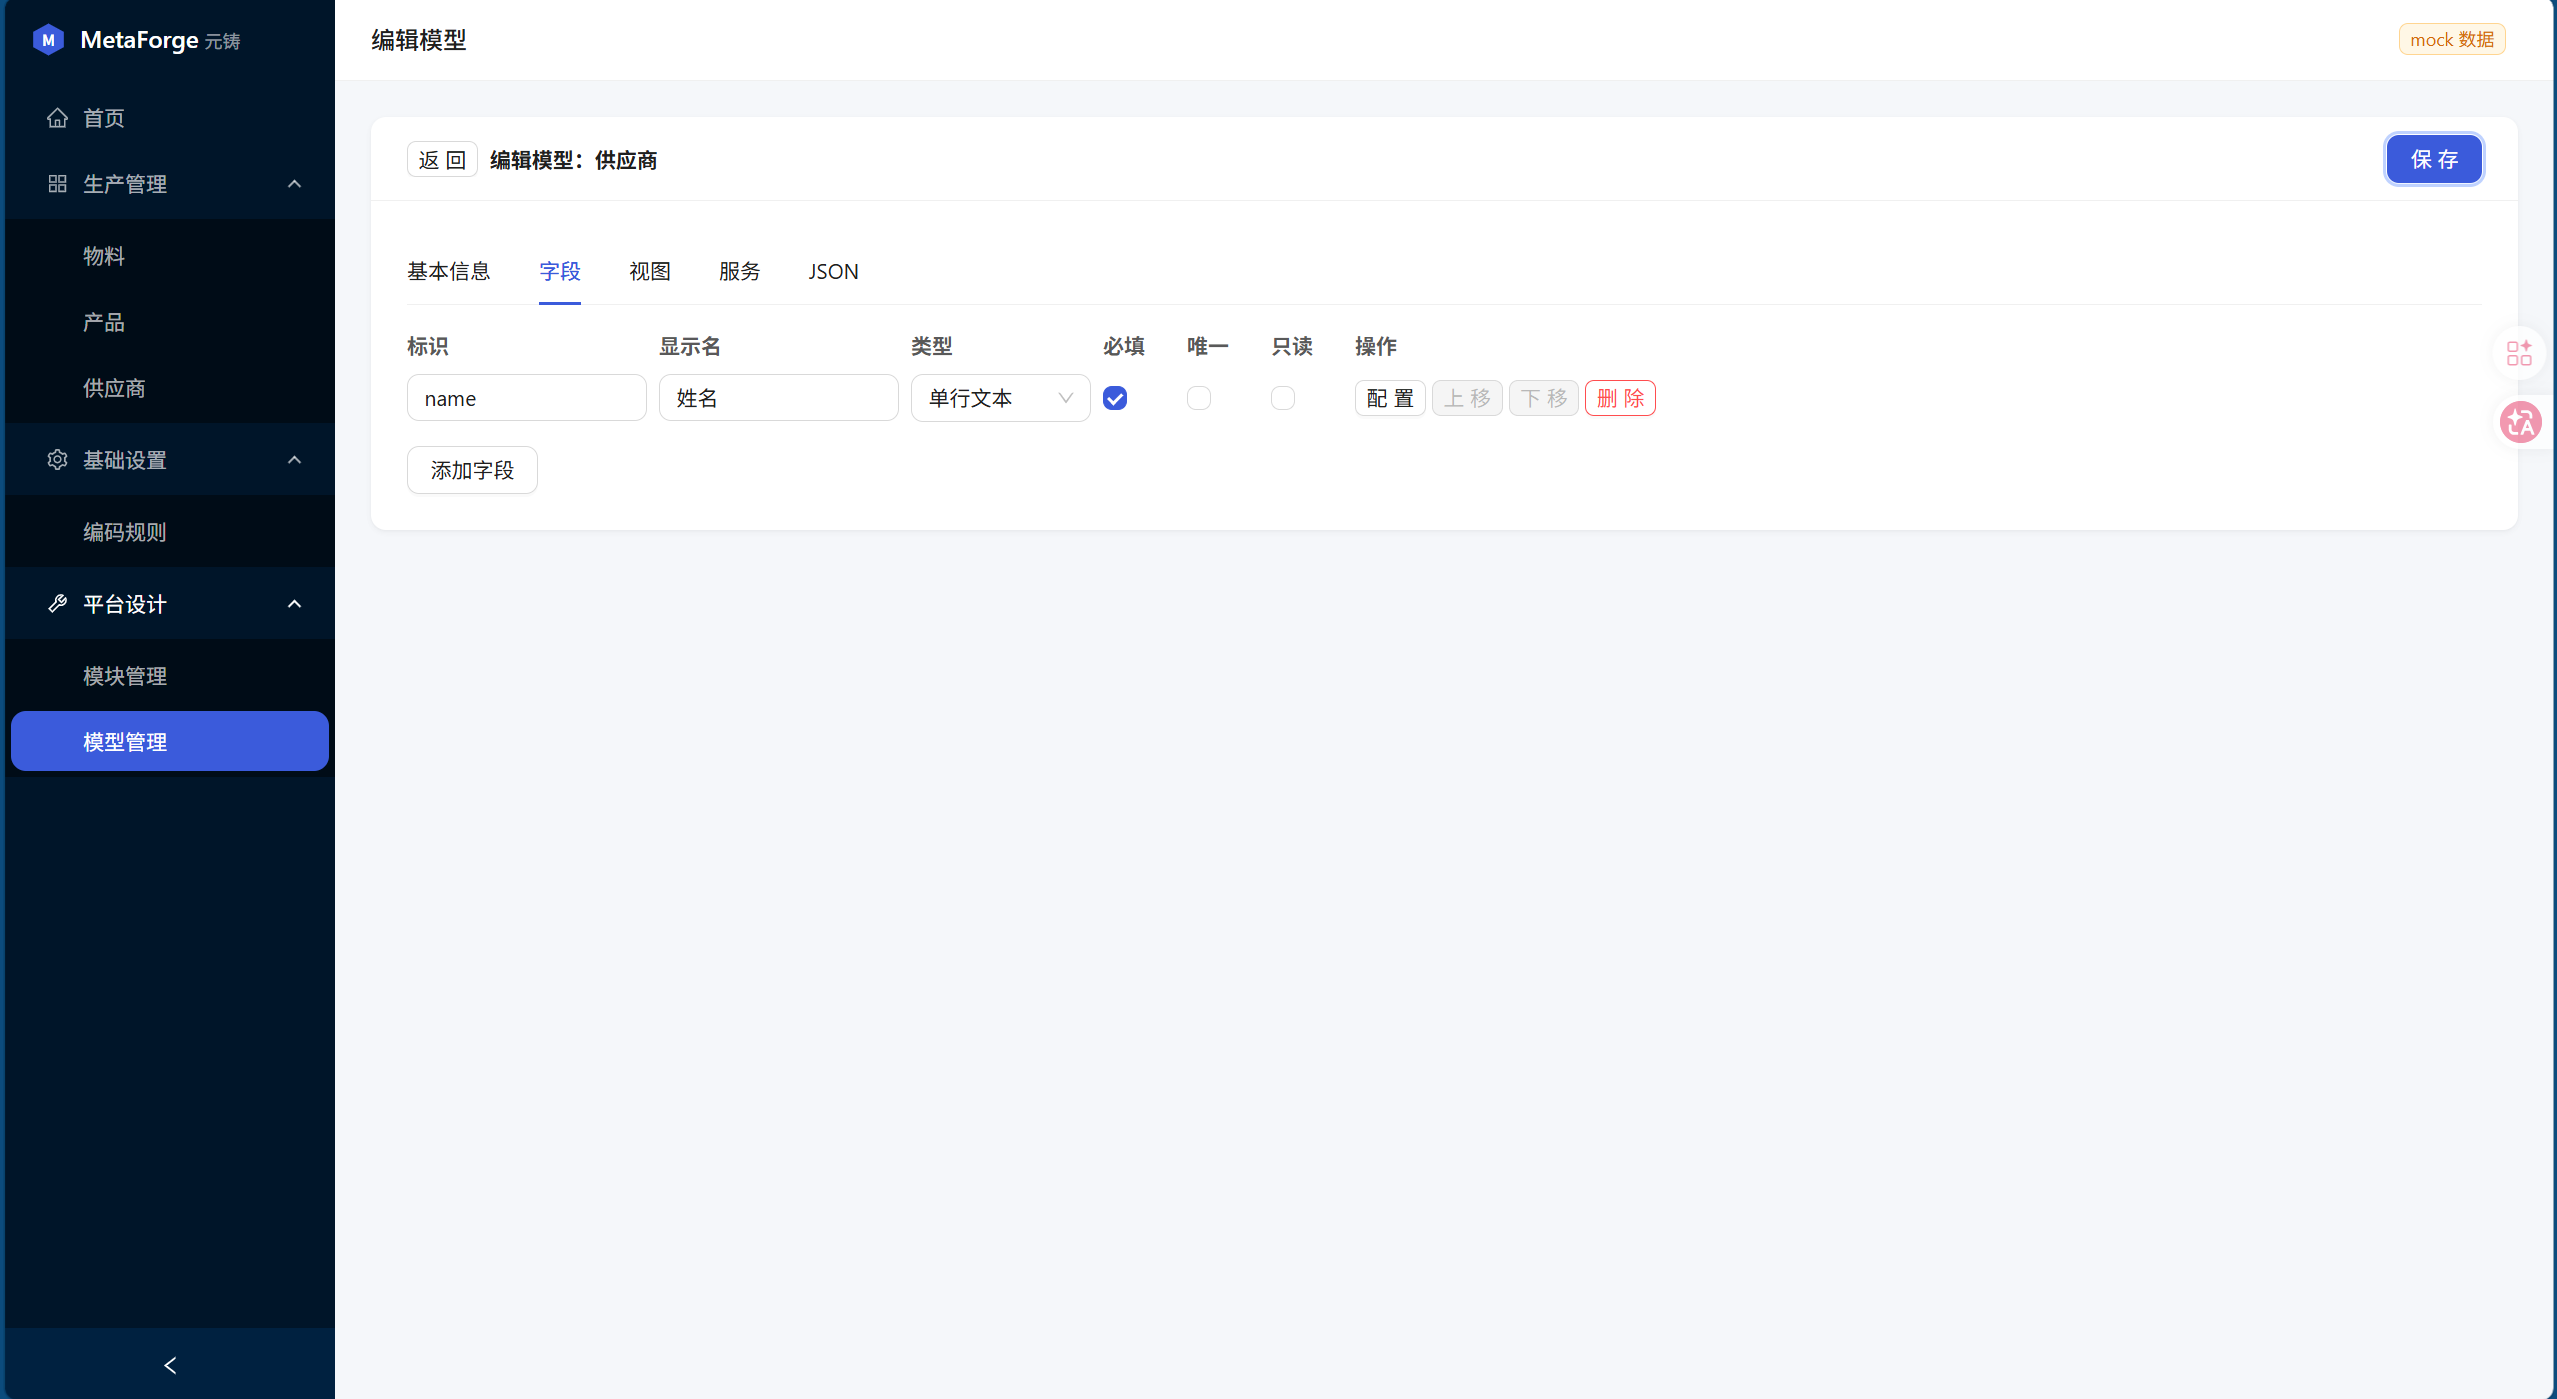 M MetaForge 元铸
首页
生产管理
物料
产品
供应商
基础设置
编码规则
平台设计
模块管理
模型管理
编辑模型
mock 数据
返 回 编辑模型：供应商
保 存
基本信息 字段 视图 服务 JSON
标识 显示名 类型 必填 唯一 只读 操作
name 姓名 单行文本 配 置 上 移 下 移 删 除
添加字段
A